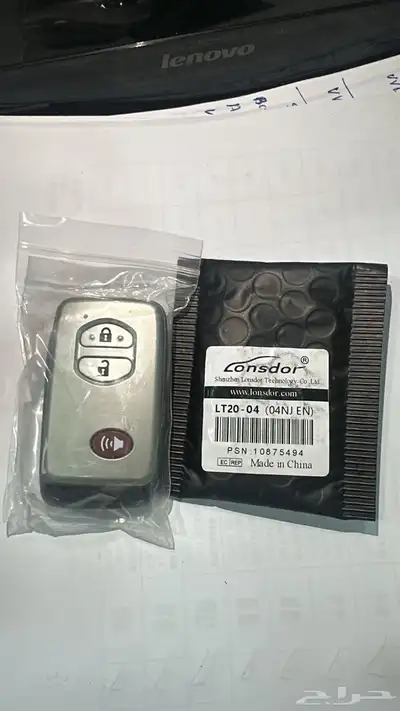 lenovo
Lonsdor®
Shenzhen Lonsdor Technology Co.,Ltd
www.lonsdor.com
LT20-04 (04NJ EN)
PSN:10875494
EC REP Made in China
حراج